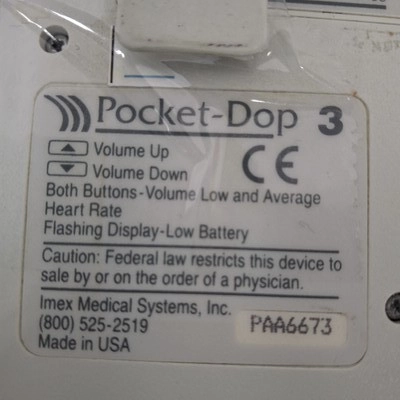 Pocket-Dop 3
Volume Up
Volume Down
CE
Both Buttons-Volume Low and Average
Heart Rate
Flashing Display-Low Battery
Caution: Federal law restricts this device to
sale by or on the order of a physician.
Imex Medical Systems, Inc.
(800) 525-2519
PAA6673
Made in USA